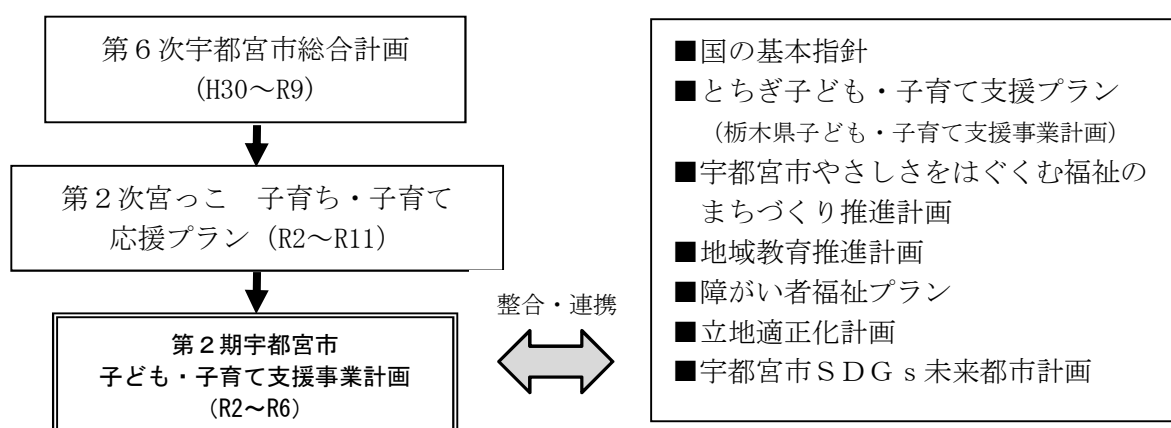 第６次宇都宮市総合計画
(H30～R9)
第２次宮っこ　子育ち・子育て
応援プラン（R2～R11）
第２期宇都宮市
子ども・子育て支援事業計画
（R2～R6）
整合・連携
■国の基本指針
■とちぎ子ども・子育て支援プラン
（栃木県子ども・子育て支援事業計画）
■宇都宮市やさしさをはぐくむ福祉の
まちづくり推進計画
■地域教育推進計画
■障がい者福祉プラン
■立地適正化計画
■宇都宮市ＳＤＧｓ未来都市計画